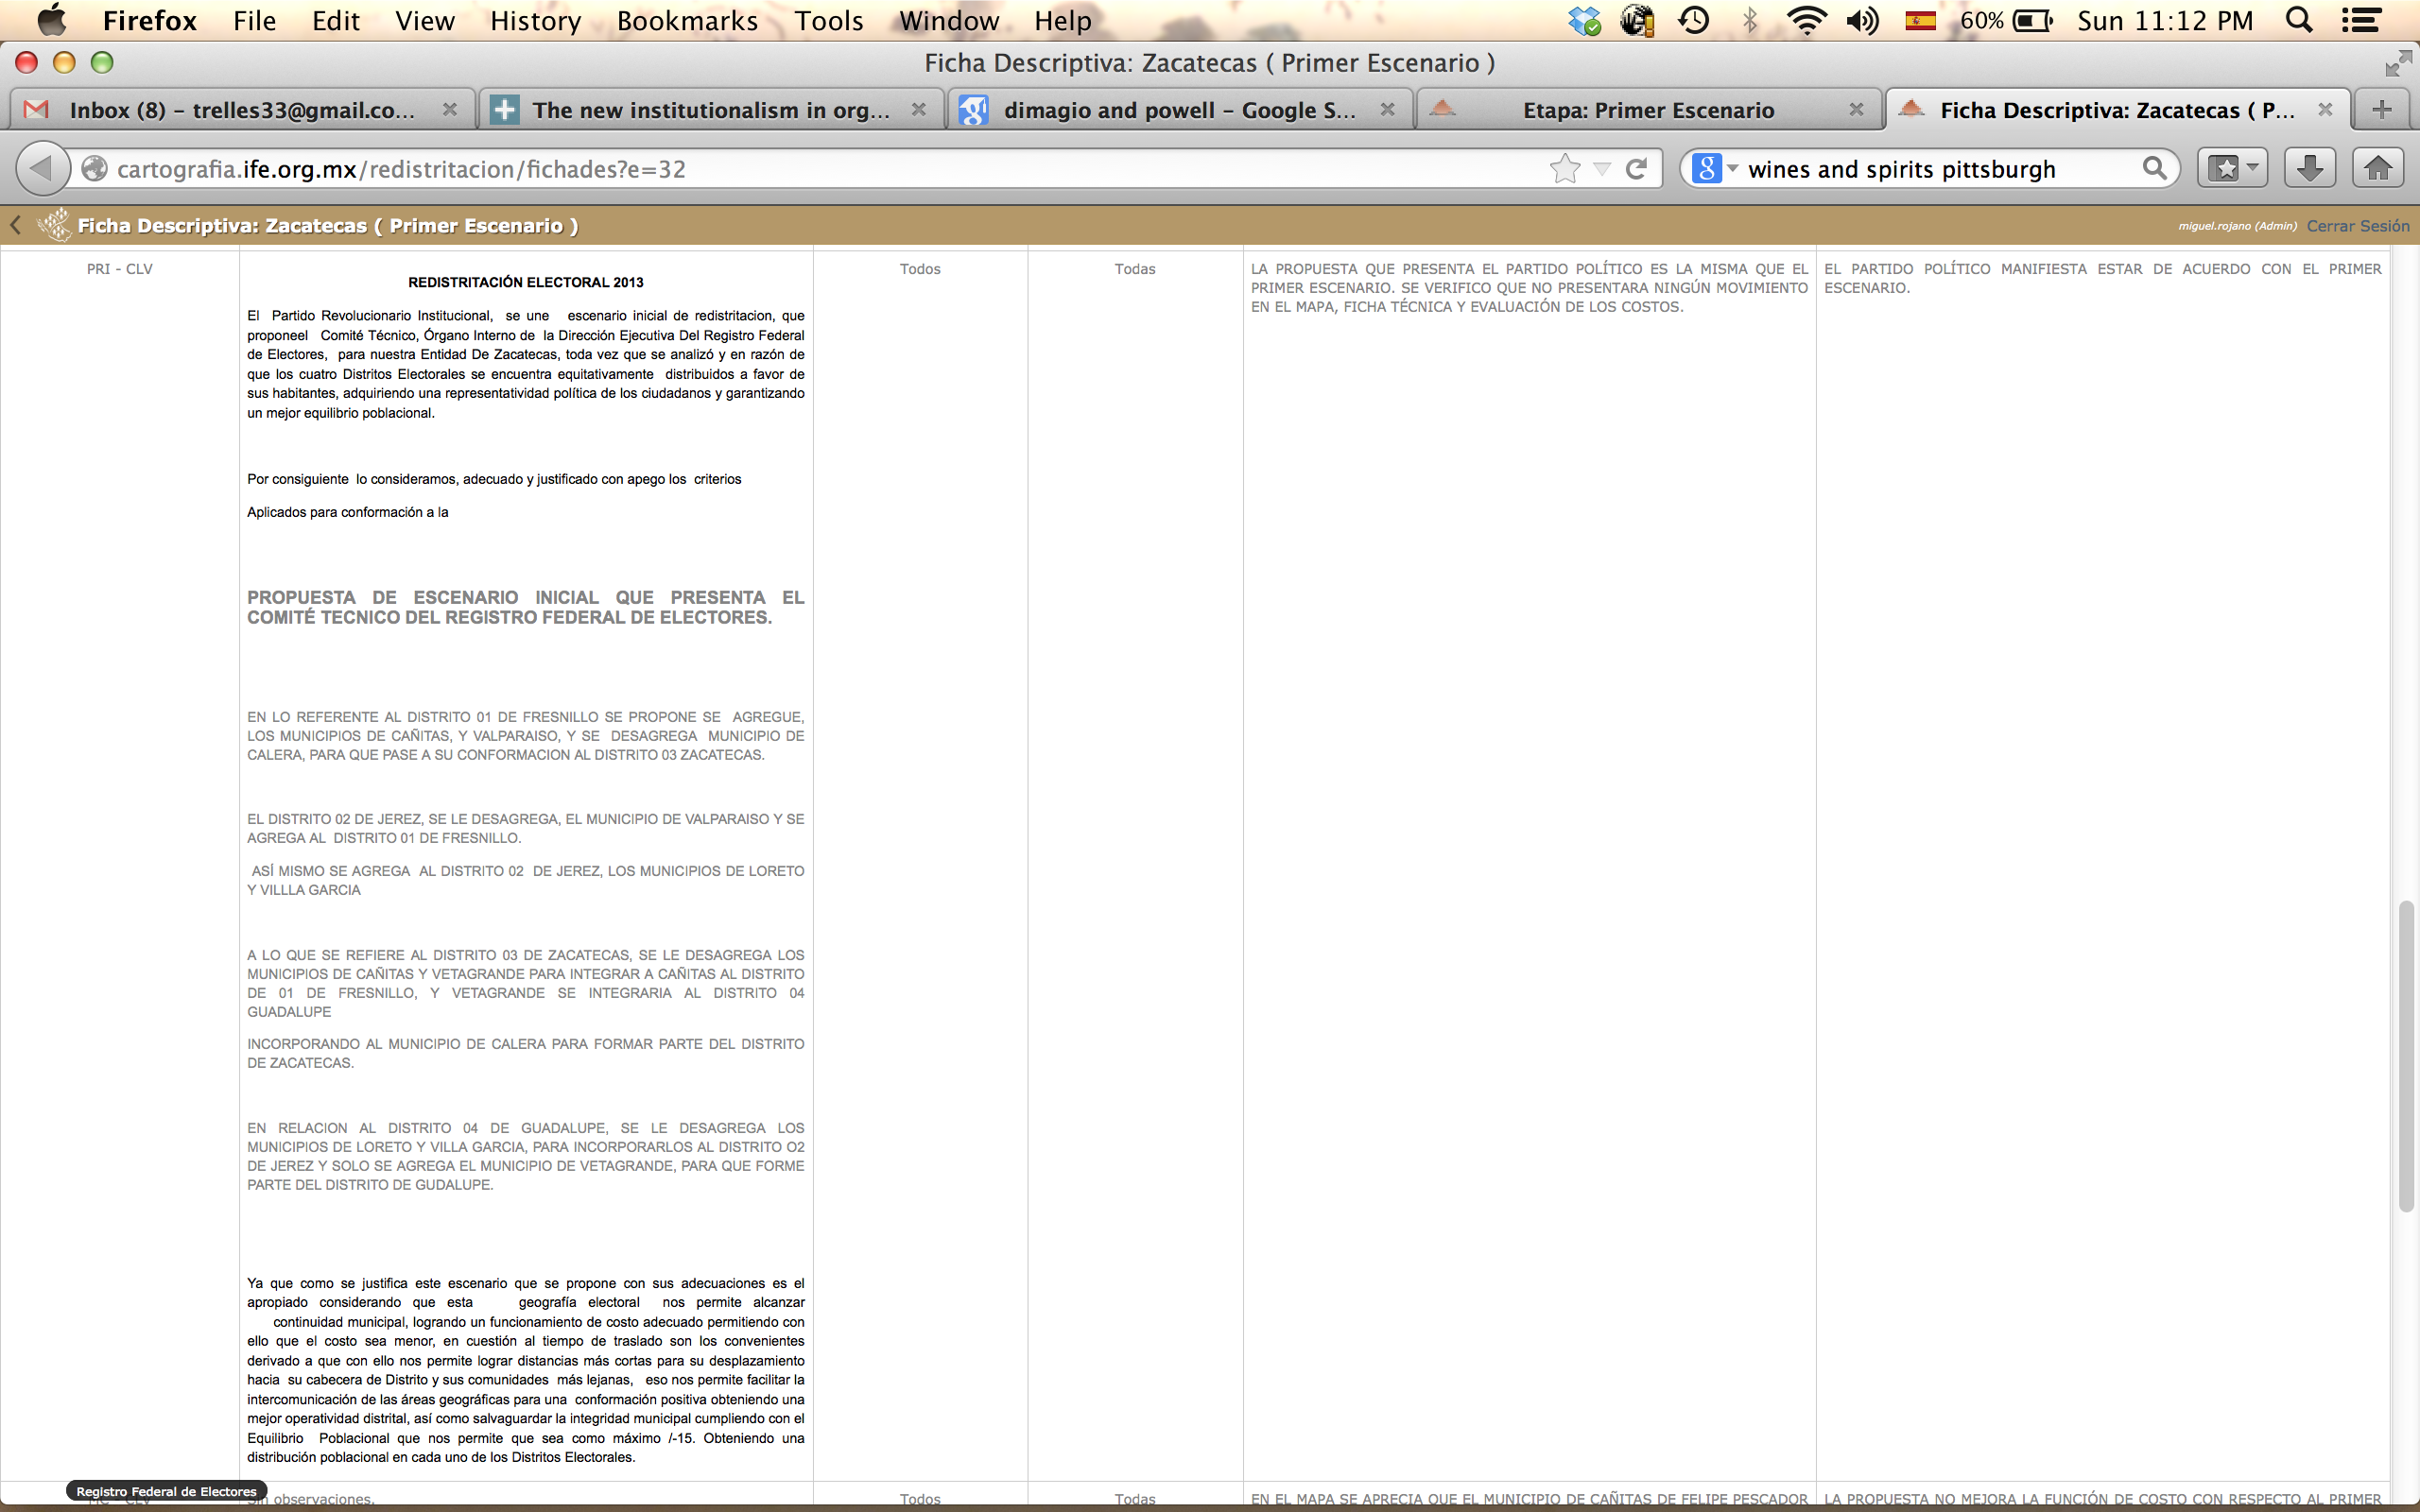 Firefox File Edit View History Bookmarks Tools Window Help 60% Sun 11:12 PM
Ficha Descriptiva: Zacatecas ( Primer Escenario )
Inbox (8) – trelles33@gmail.co... The new institutionalism in org... dimagio and powell – Google S... Etapa: Primer Escenario Ficha Descriptiva: Zacatecas ( P...
cartografia.ife.org.mx/redistritacion/fichades?e=32 wines and spirits pittsburgh
Ficha Descriptiva: Zacatecas ( Primer Escenario ) miguel.rojano (Admin) Cerrar Sesión
PRI - CLV
REDISTRITACIÓN ELECTORAL 2013
El Partido Revolucionario Institucional, se une escenario inicial de redistritacion, que
proponeel Comité Técnico, Órgano Interno de la Dirección Ejecutiva Del Registro Federal
de Electores, para nuestra Entidad De Zacatecas, toda vez que se analizó y en razón de
que los cuatro Distritos Electorales se encuentra equitativamente distribuidos a favor de
sus habitantes, adquiriendo una representatividad política de los ciudadanos y garantizando
un mejor equilibrio poblacional.
Por consiguiente lo consideramos, adecuado y justificado con apego los criterios
Aplicados para conformación a la
PROPUESTA DE ESCENARIO INICIAL QUE PRESENTA EL
COMITÉ TECNICO DEL REGISTRO FEDERAL DE ELECTORES.
EN LO REFERENTE AL DISTRITO 01 DE FRESNILLO SE PROPONE SE AGREGUE,
LOS MUNICIPIOS DE CAÑITAS, Y VALPARAISO, Y SE DESAGREGA MUNICIPIO DE
CALERA, PARA QUE PASE A SU CONFORMACION AL DISTRITO 03 ZACATECAS.
EL DISTRITO 02 DE JEREZ, SE LE DESAGREGA, EL MUNICIPIO DE VALPARAISO Y SE
AGREGA AL DISTRITO 01 DE FRESNILLO.
ASÍ MISMO SE AGREGA AL DISTRITO 02 DE JEREZ, LOS MUNICIPIOS DE LORETO
Y VILLLA GARCIA
A LO QUE SE REFIERE AL DISTRITO 03 DE ZACATECAS, SE LE DESAGREGA LOS
MUNICIPIOS DE CAÑITAS Y VETAGRANDE PARA INTEGRAR A CAÑITAS AL DISTRITO
DE 01 DE FRESNILLO, Y VETAGRANDE SE INTEGRARIA AL DISTRITO 04
GUADALUPE
INCORPORANDO AL MUNICIPIO DE CALERA PARA FORMAR PARTE DEL DISTRITO
DE ZACATECAS.
EN RELACION AL DISTRITO 04 DE GUADALUPE, SE LE DESAGREGA LOS
MUNICIPIOS DE LORETO Y VILLA GARCIA, PARA INCORPORARLOS AL DISTRITO O2
DE JEREZ Y SOLO SE AGREGA EL MUNICIPIO DE VETAGRANDE, PARA QUE FORME
PARTE DEL DISTRITO DE GUDALUPE.
Ya que como se justifica este escenario que se propone con sus adecuaciones es el
apropiado considerando que esta geografía electoral nos permite alcanzar
continuidad municipal, logrando un funcionamiento de costo adecuado permitiendo con
ello que el costo sea menor, en cuestión al tiempo de traslado son los convenientes
derivado a que con ello nos permite lograr distancias más cortas para su desplazamiento
hacia su cabecera de Distrito y sus comunidades más lejanas, eso nos permite facilitar la
intercomunicación de las áreas geográficas para una conformación positiva obteniendo una
mejor operatividad distrital, así como salvaguardar la integridad municipal cumpliendo con el
Equilibrio Poblacional que nos permite que sea como máximo /-15. Obteniendo una
distribución poblacional en cada uno de los Distritos Electorales.
Todos
Todas
LA PROPUESTA QUE PRESENTA EL PARTIDO POLÍTICO ES LA MISMA QUE EL
PRIMER ESCENARIO. SE VERIFICO QUE NO PRESENTARA NINGÚN MOVIMIENTO
EN EL MAPA, FICHA TÉCNICA Y EVALUACIÓN DE LOS COSTOS.
EL PARTIDO POLÍTICO MANIFIESTA ESTAR DE ACUERDO CON EL PRIMER
ESCENARIO.
Registro Federal de Electores
observaciones.
Todos
Todas
EN EL MAPA SE APRECIA QUE EL MUNICIPIO DE CAÑITAS DE FELIPE PESCADOR
LA PROPUESTA NO MEJORA LA FUNCIÓN DE COSTO CON RESPECTO AL PRIMER